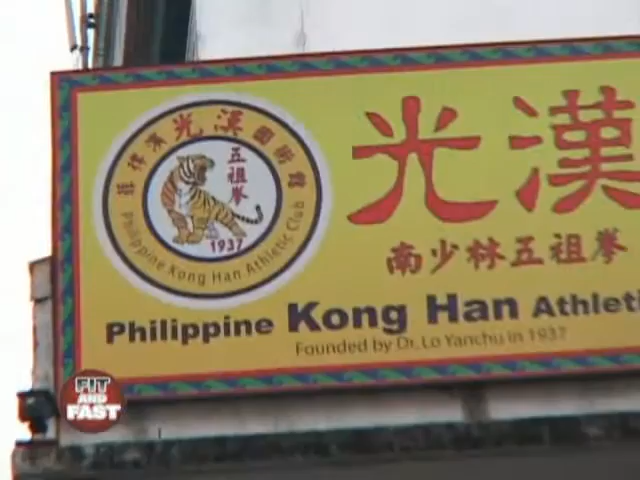 菲律濱光漢國術館
五祖拳
1937
Philippine Kong Han Athletic Club
光漢
南少林五祖拳
Philippine Kong Han Athleti
Founded by Dr. Lo Yanchu in 1937
FIT
AND
FAST